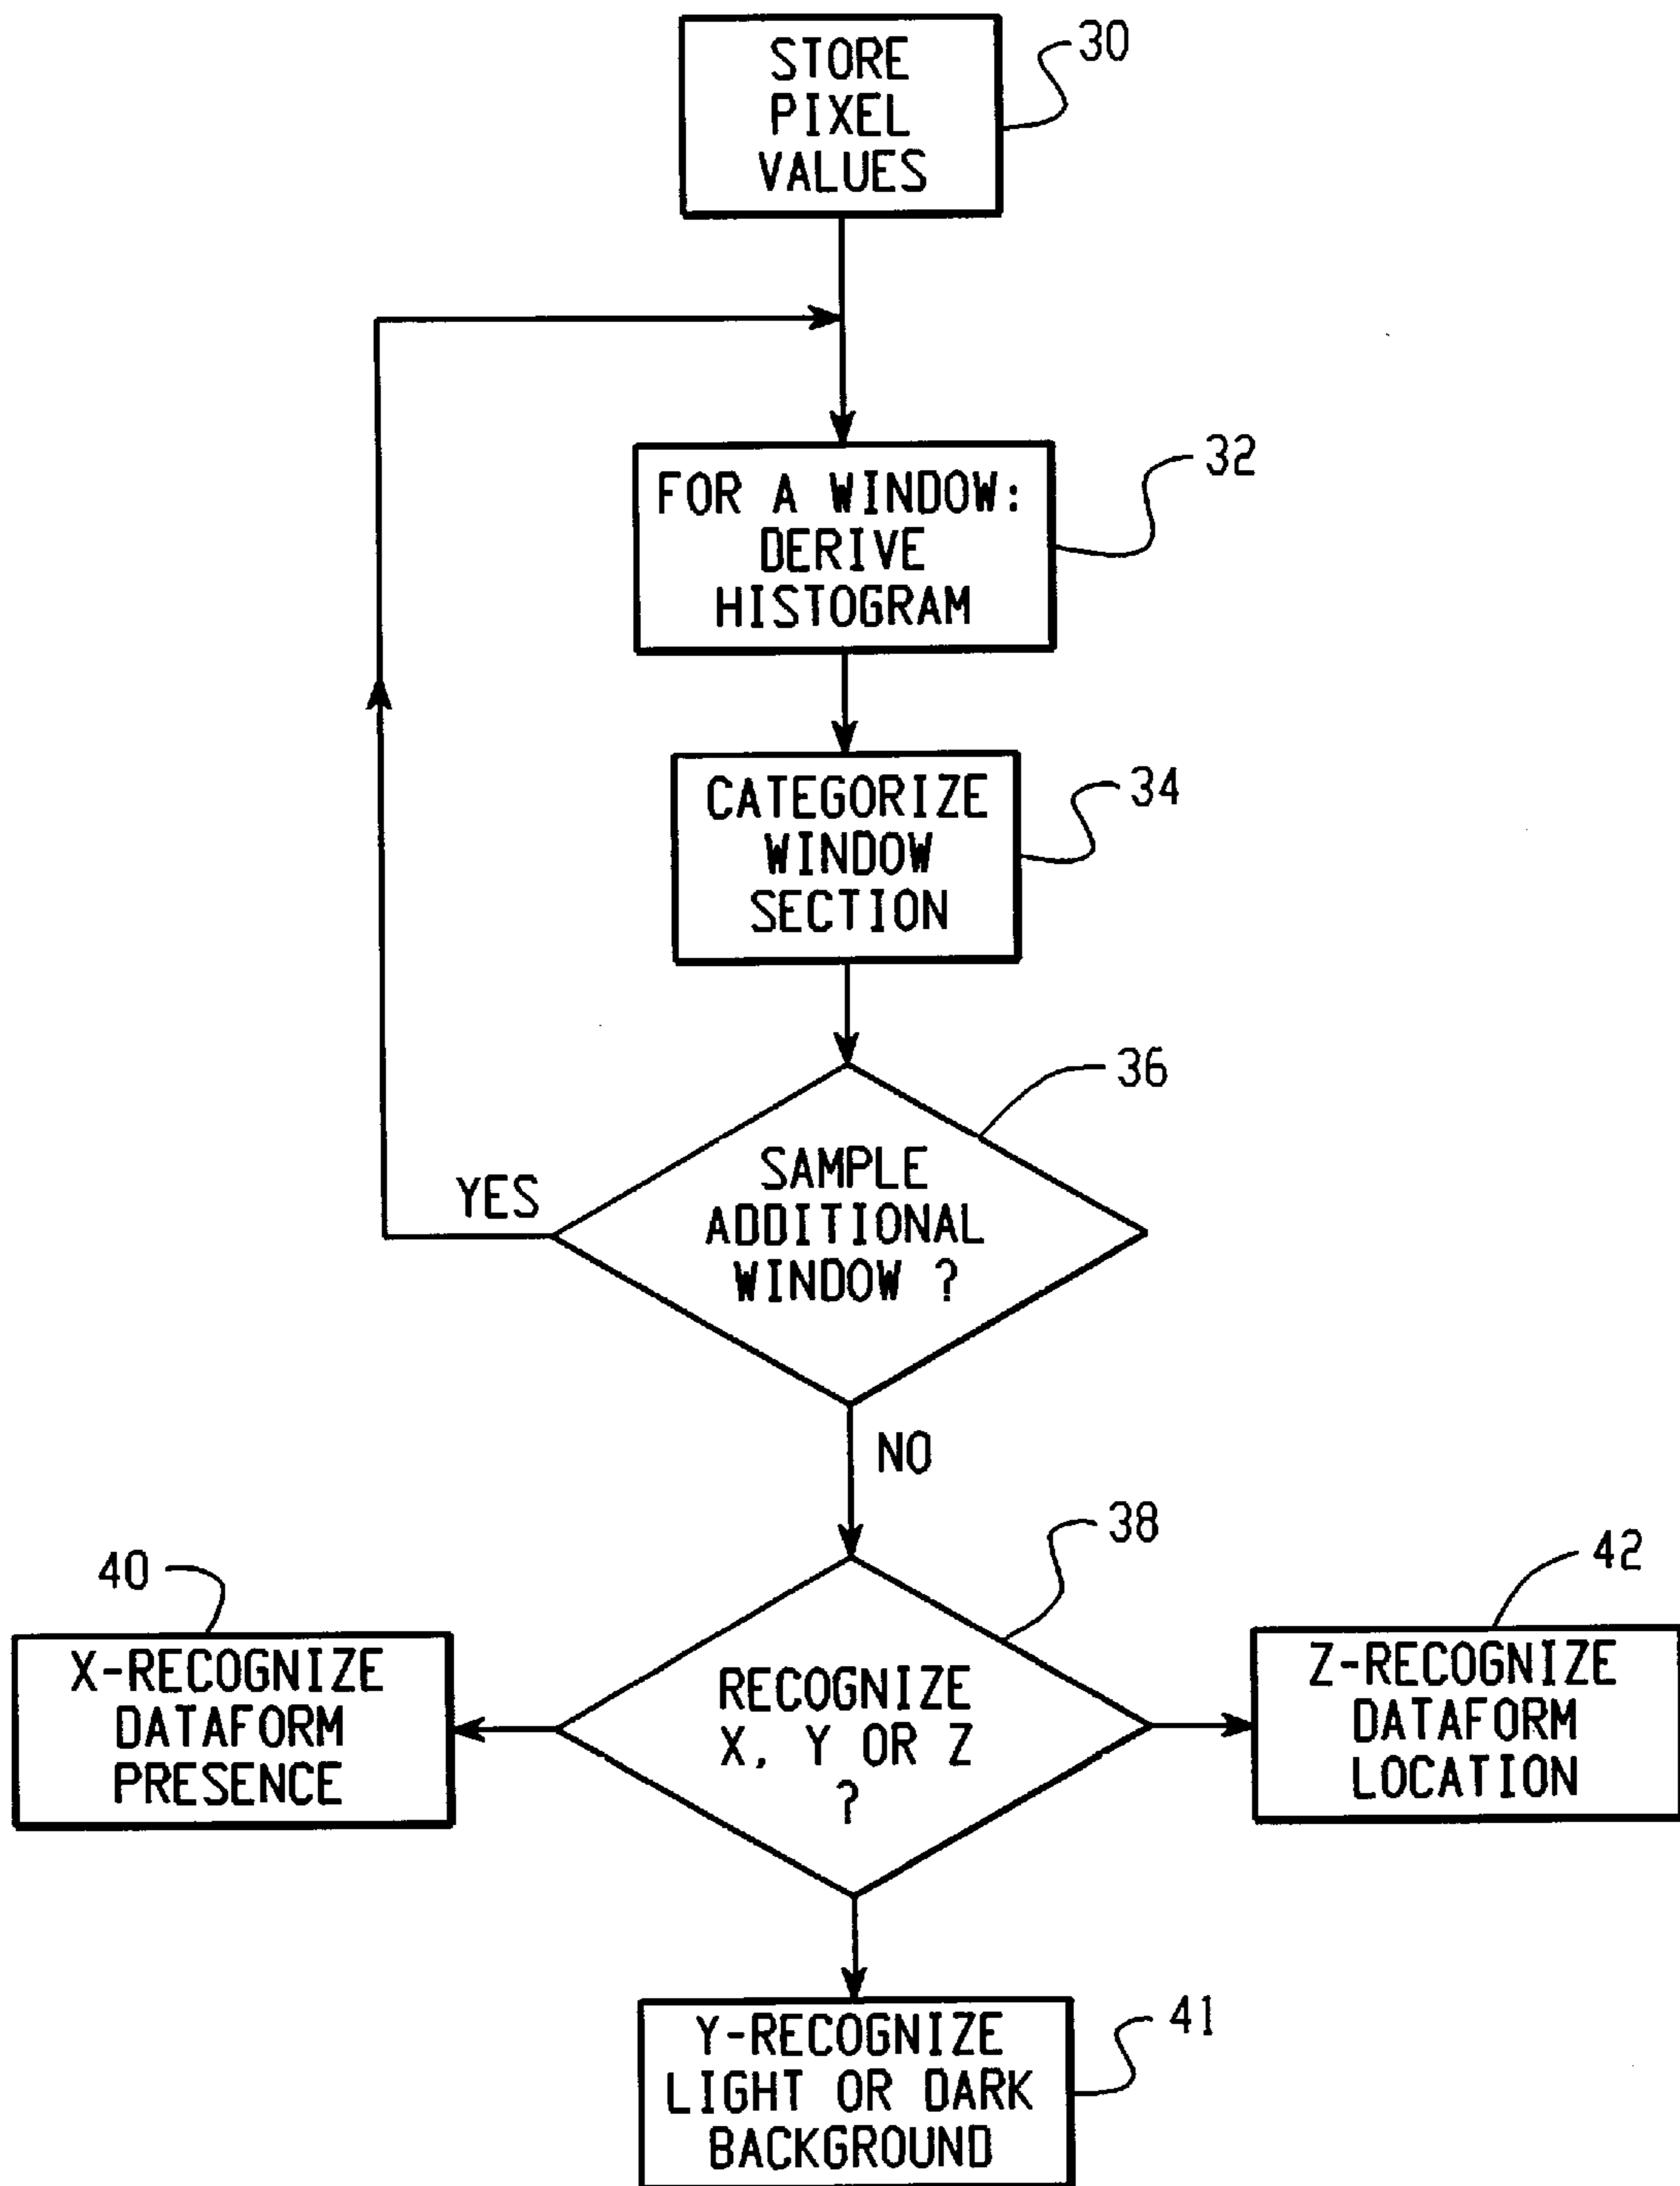 STORE
PIXEL
VALUES
30
FOR A WINDOW:
DERIVE
HISTOGRAM
32
CATEGORIZE
WINDOW
SECTION
34
36
SAMPLE
ADDITIONAL
WINDOW ?
YES
NO
38
40
42
X-RECOGNIZE
DATAFORM
PRESENCE
RECOGNIZE
X, Y OR Z
?
Z-RECOGNIZE
DATAFORM
LOCATION
Y-RECOGNIZE
LIGHT OR DARK
BACKGROUND
41